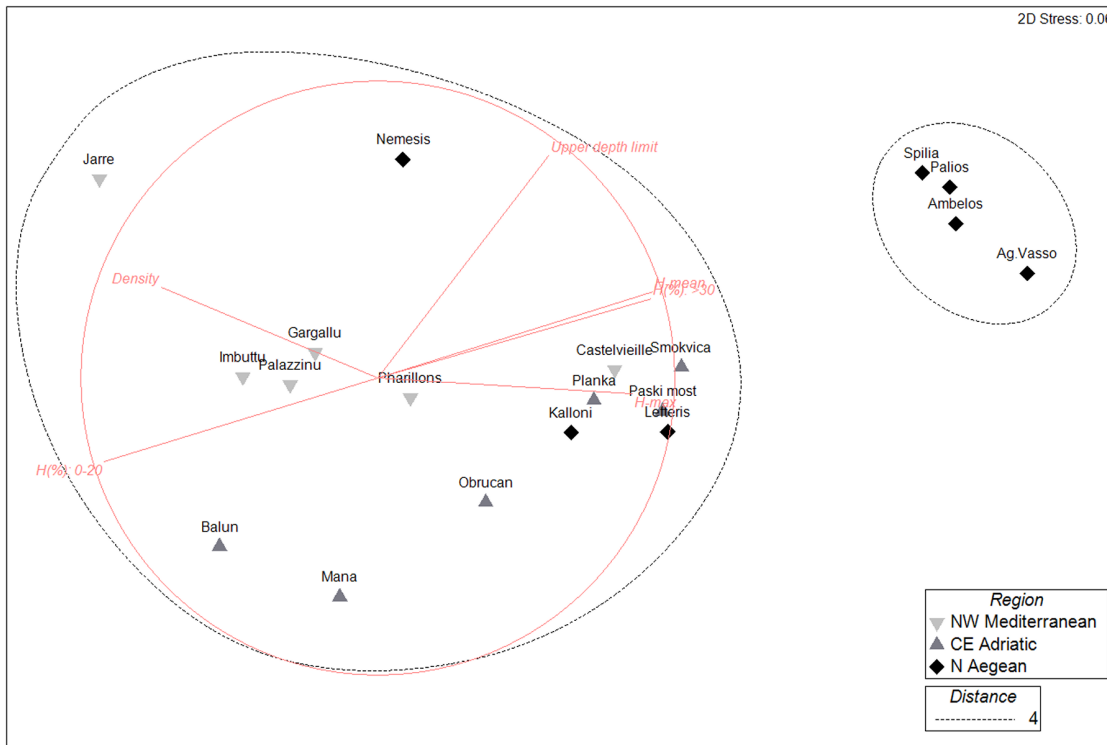 2D Stress: 0.06
Nemesis
Jarre
Upper depth limit
Spilia
Palios
Ambelos
Ag.Vasso
Density
H-mean
H(%): >30
Gargallu
Imbuttu
Palazzinu
Pharillons
Castelvieille
Smokvica
Planka
Paski most
H-max
Kalloni
Lefteris
H(%): 0-20
Obrucan
Balun
Mana
Region
NW Mediterranean
CE Adriatic
N Aegean
Distance
4